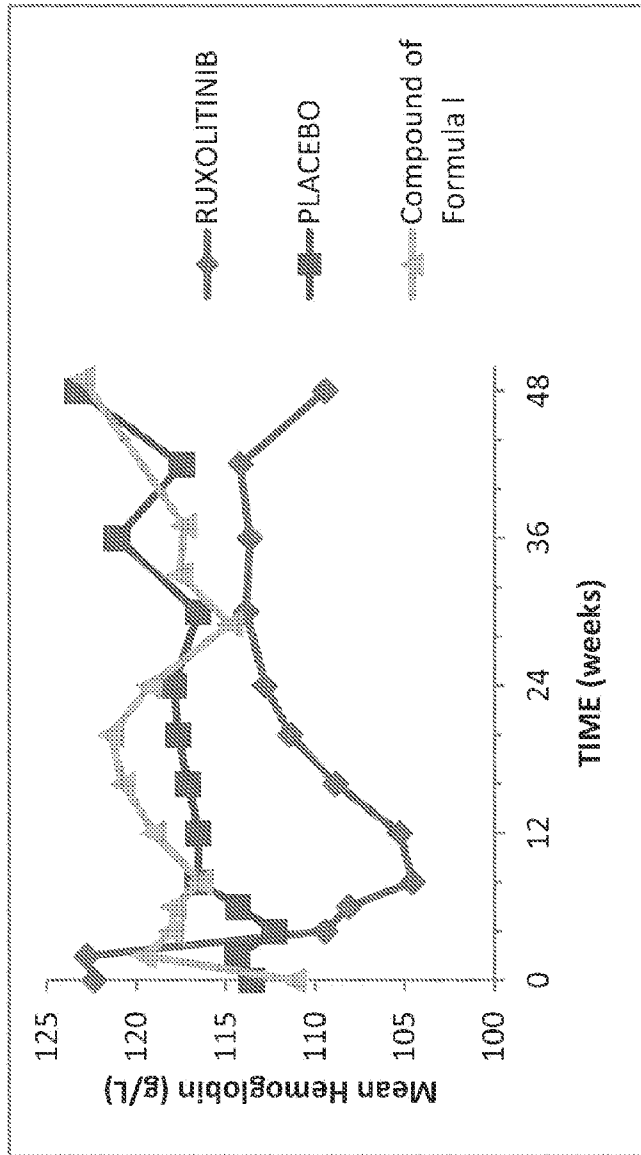 RUXOLITINIB
PLACEBO
Compound of
Formula I
Mean Hemoglobin (g/L)
125
120
115
110
105
100
0
12
24
36
48
TIME (weeks)